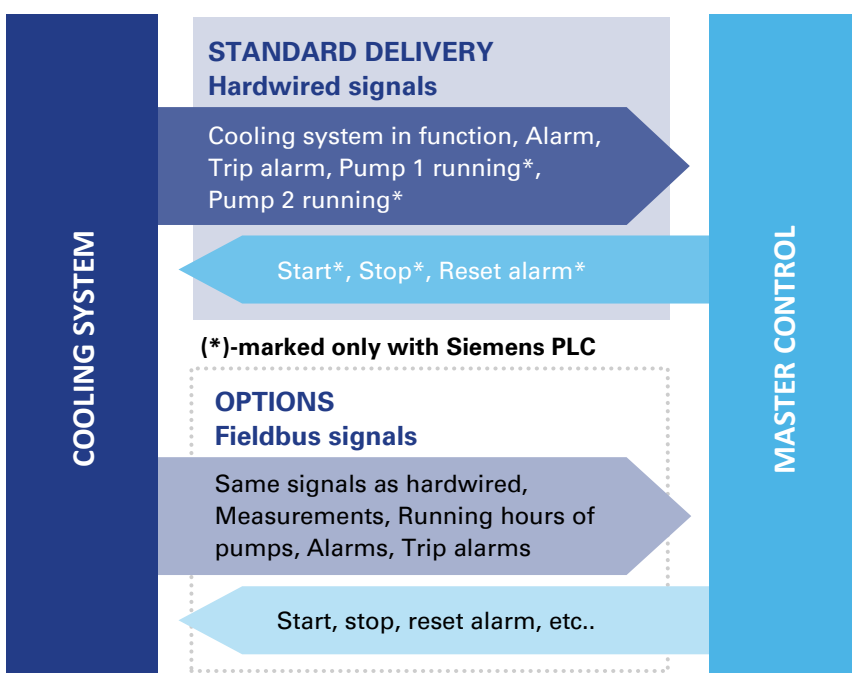 COOLING SYSTEM
STANDARD DELIVERY
Hardwired signals
Cooling system in function, Alarm,
Trip alarm, Pump 1 running*,
Pump 2 running*
Start*, Stop*, Reset alarm*
(*)-marked only with Siemens PLC
OPTIONS
Fieldbus signals
Same signals as hardwired,
Measurements, Running hours of
pumps, Alarms, Trip alarms
Start, stop, reset alarm, etc..
MASTER CONTROL